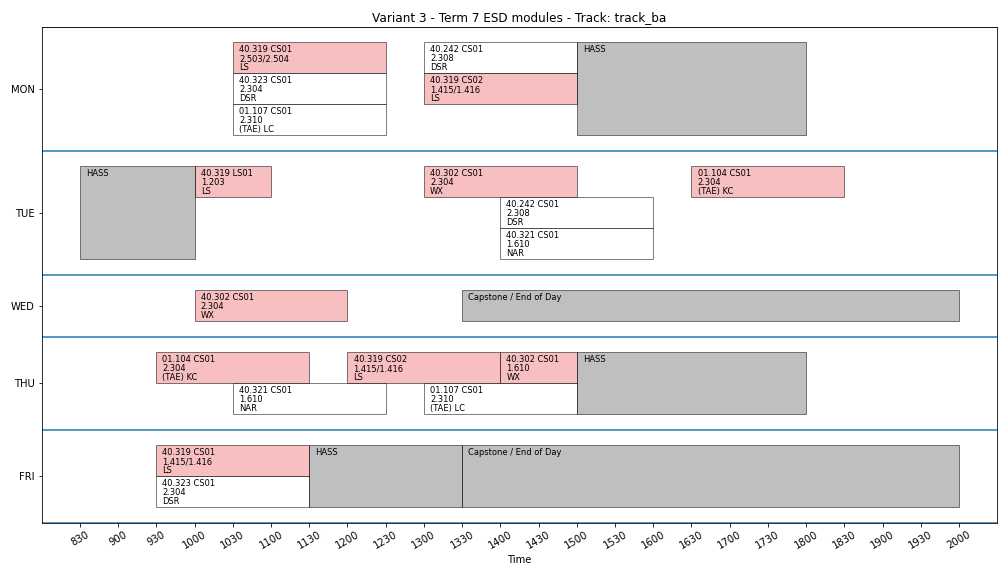 Variant 3 - Term 7 ESD modules - Track: track_ba
MON
40.319 CS01
2.503/2.504
LS
40.323 CS01
2.304
DSR
01.107 CS01
2.310
(TAE) LC
40.242 CS01
2.308
DSR
40.319 CS02
1.415/1.416
LS
HASS
TUE
HASS
40.319 LS01
1.203
LS
40.302 CS01
2.304
WX
40.242 CS01
2.308
DSR
40.321 CS01
1.610
NAR
01.104 CS01
2.304
(TAE) KC
WED
40.302 CS01
2.304
WX
Capstone / End of Day
THU
01.104 CS01
2.304
(TAE) KC
40.321 CS01
1.610
NAR
40.319 CS02
1.415/1.416
LS
40.302 CS01
1.610
WX
01.107 CS01
2.310
(TAE) LC
HASS
FRI
40.319 CS01
1.415/1.416
LS
40.323 CS01
2.304
DSR
HASS
Capstone / End of Day
830 900 930 1000 1030 1100 1130 1200 1230 1300 1330 1400 1430 1500 1530 1600 1630 1700 1730 1800 1830 1900 1930 2000
Time